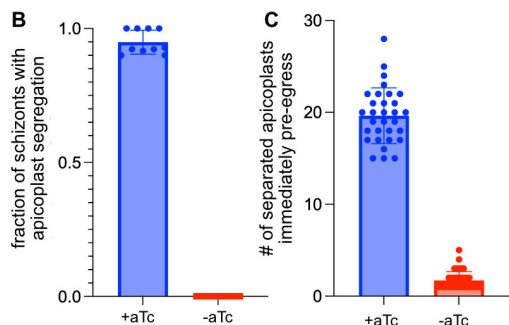 B
fraction of schizonts with
apicoplast segregation
1.0
0.5
0.0
+aTc
-aTc
C
# of separated apicoplasts
immediately pre-egress
30
20
10
0
+aTc
-aTc